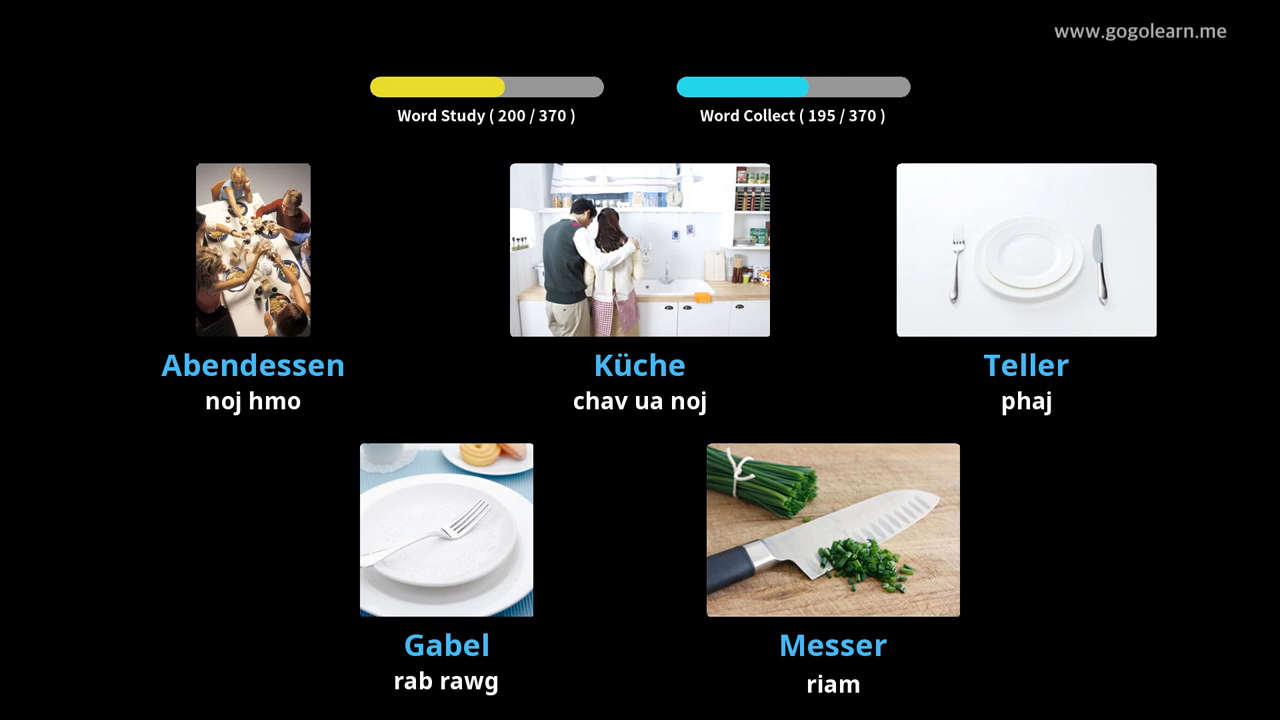 www.gogolearn.me
Word Study ( 200 / 370 )
Word Collect ( 195 / 370 )
Abendessen
noj hmo
Küche
chav ua noj
Teller
phaj
Gabel
rab rawg
Messer
riam